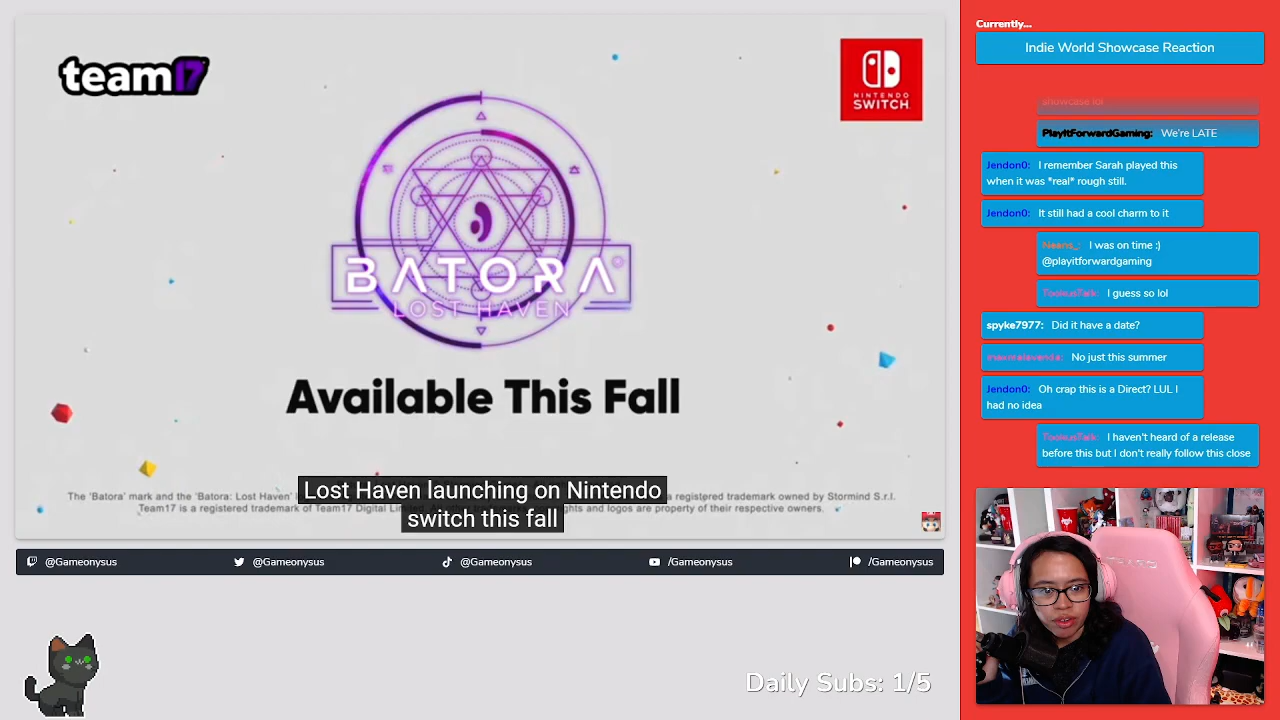 team17
NINTENDO
SWITCH
BATORA
LOST HAVEN
Available This Fall
The 'Batora' mark and the 'Batora: Lost Haven'
a registered trademark owned by Stormind S.r.l.
Team17 is a registered trademark of Team17 Digital
and logos are property of their respective owners.
Lost Haven launching on Nintendo
switch this fall
@Gameonysus
@Gameonysus
@Gameonysus
/Gameonysus
/Gameonysus
Daily Subs: 1/5
Currently...
Indie World Showcase Reaction
showcase lol
PlayItForwardGaming: We're LATE
Jendon0: I remember Sarah played this
when it was *real* rough still.
Jendon0: It still had a cool charm to it
I was on time :)
@playitforwardgaming
I guess so lol
spyke7977: Did it have a date?
No just this summer
Jendon0: Oh crap this is a Direct? LUL I
had no idea
I haven't heard of a release
before this but I don't really follow this close